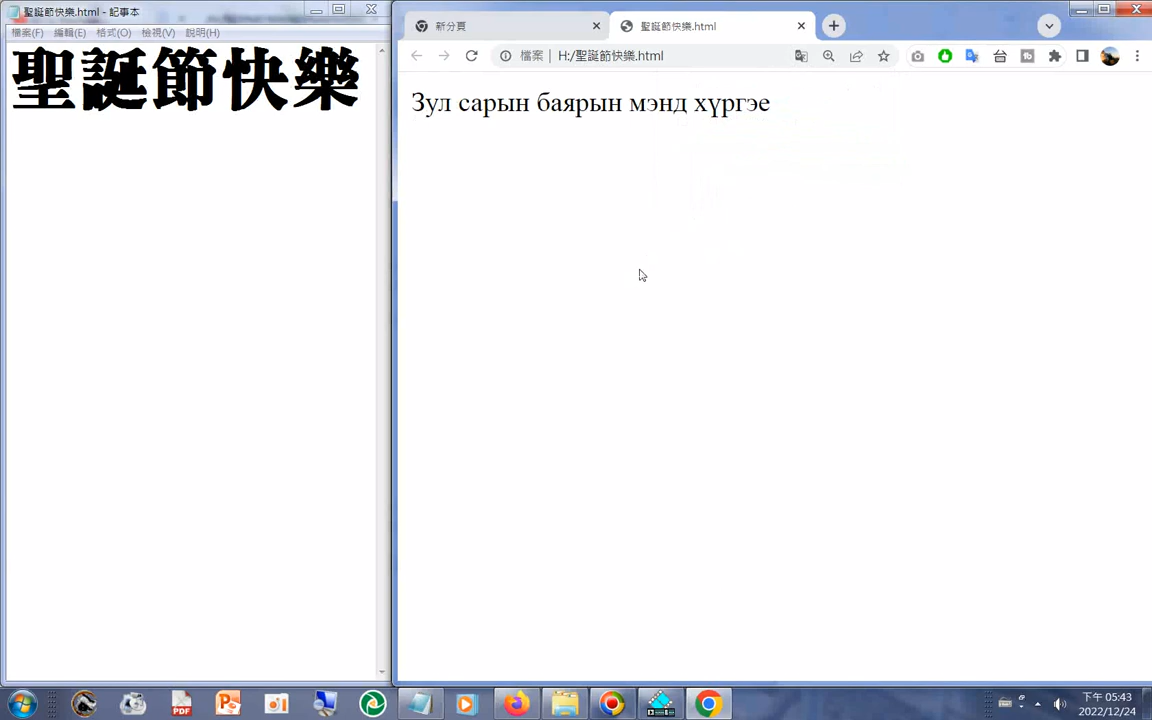 聖誕節快樂.html - 記事本
檔案(F) 編輯(E) 格式(O) 檢視(V) 說明(H)
聖誕節快樂
新分頁
聖誕節快樂.html
檔案 H:/聖誕節快樂.html
Зул сарын баярын мэнд хүргэе
PDF
下午 05:43
2022/12/24